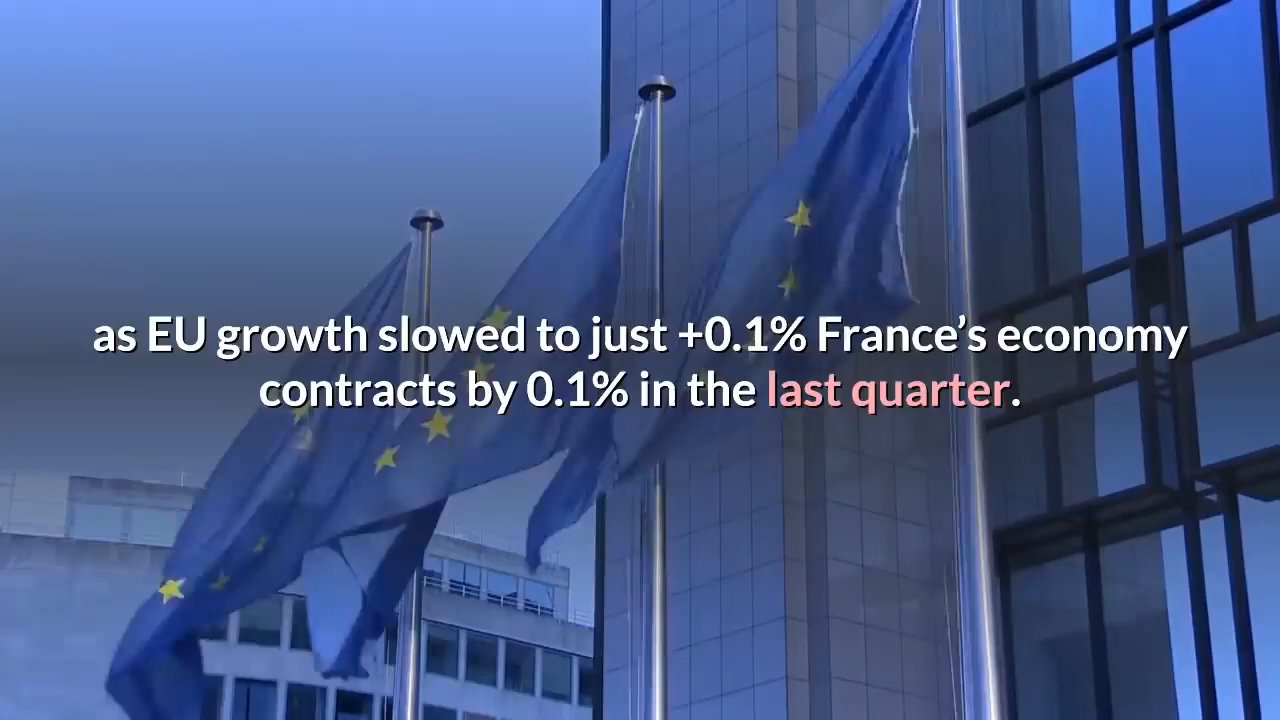 as EU growth slowed to just +0.1% France’s economy
contracts by 0.1% in the last quarter.